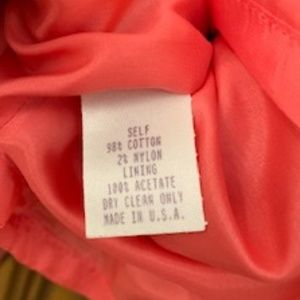 SELF
98% COTTON
2% NYLON
LINING
100% ACETATE
DRY CLEAN ONLY
MADE IN U.S.A.